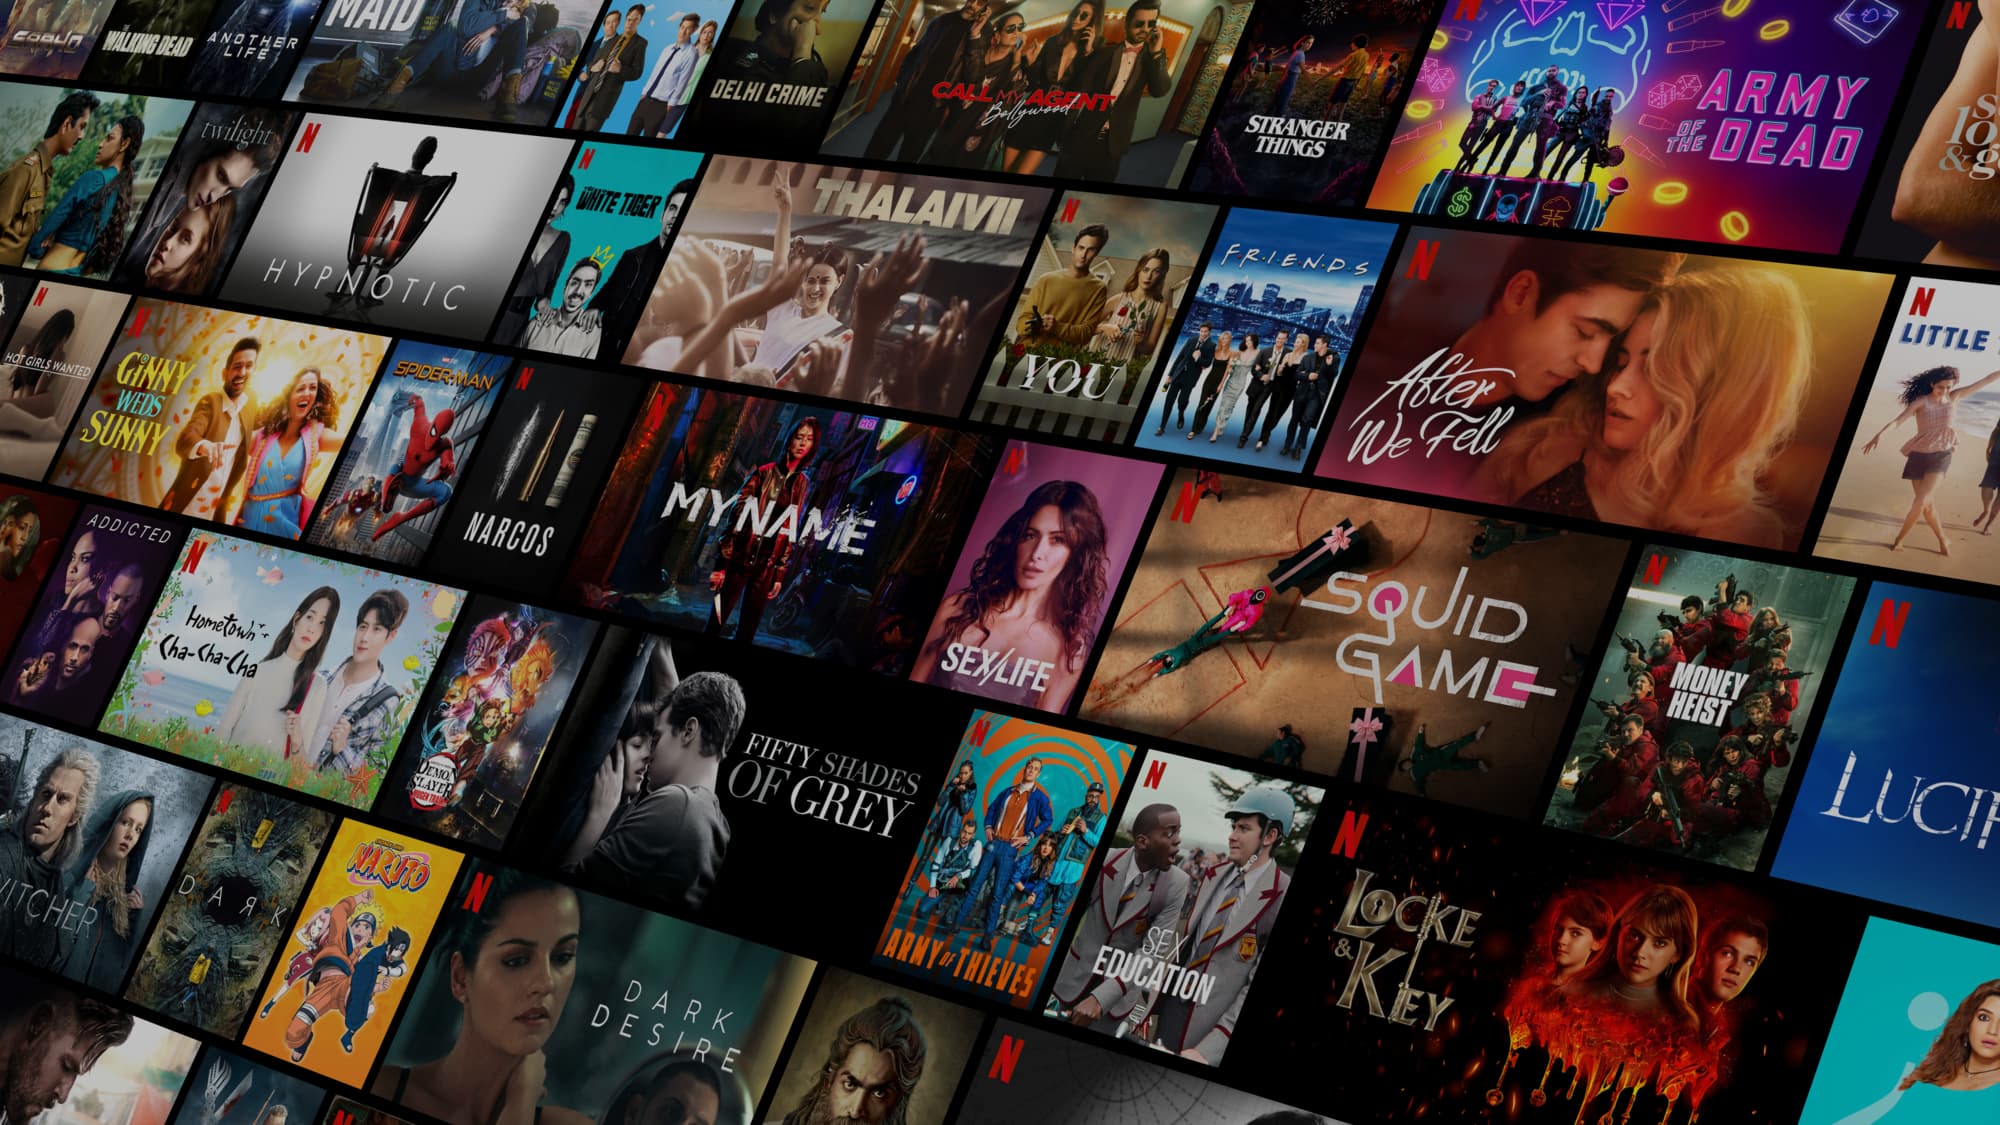 THE
WALKING DEAD
ANOTHER
LIFE
MAID
DELHI CRIME
CALL MY AGENT
Bollywood
STRANGER
THINGS
ARMY
OF THE
DEAD
twilight
N
HYPNOTIC
N
THE
WHITE TIGER
THALAIVII
N
YOU
F·R·I·E·N·D·S
N
After
We Fell
N
LITTLE
N
HOT GIRLS WANTED
N
GINNY
WEDS
SUNNY
SPIDER-MAN
N
NARCOS
N
MY NAME
N
SEX/LIFE
N
SQUID
GAME
N
MONEY
HEIST
N
LUCIF
ADDICTED
N
Hometown
Cha-Cha-Cha
DEMON
SLAYER
FIFTY SHADES
OF GREY
N
ARMY OF THIEVES
N
SEX
EDUCATION
N
LOCKE
&
KEY
WITCHER
N
DARK
NARUTO
N
DARK
DESIRE
N